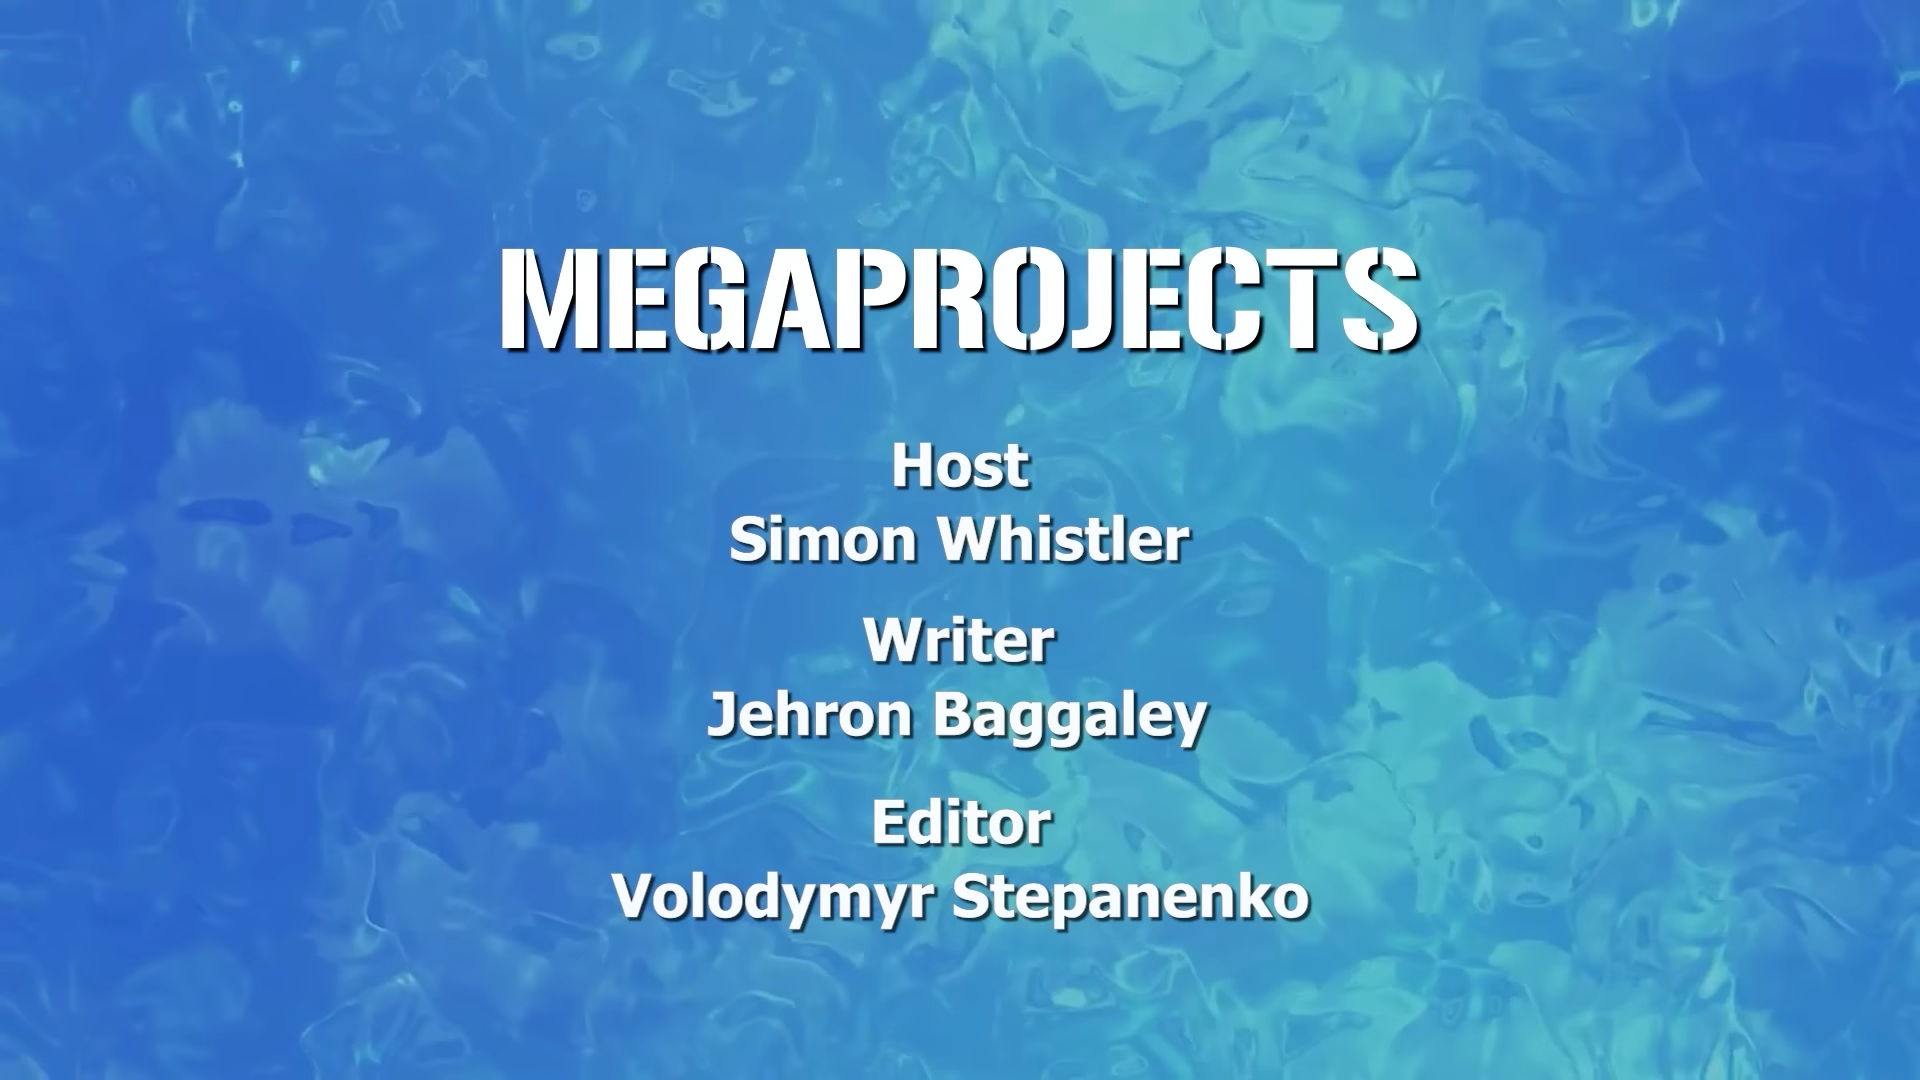 MEGAPROJECTS
Host
Simon Whistler
Writer
Jehron Baggaley
Editor
Volodymyr Stepanenko